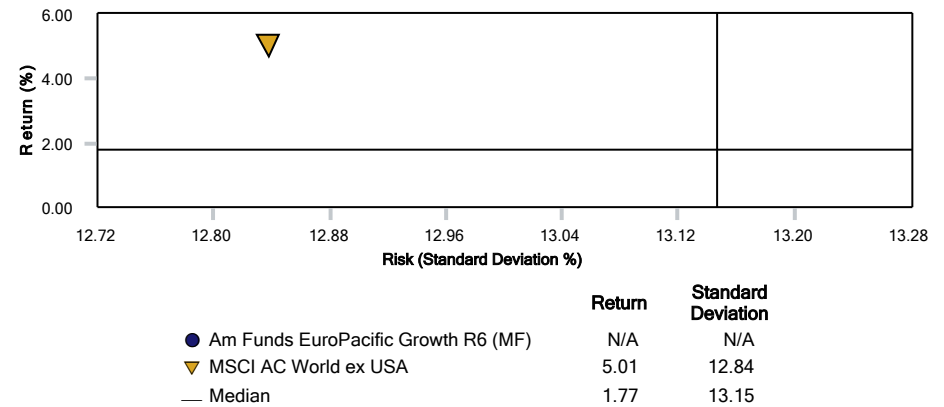 6.00
4.00
2.00
0.00
Return (%)
12.72 12.80 12.88 12.96 13.04 13.12 13.20 13.28
Risk (Standard Deviation %)
Return Standard Deviation
Am Funds EuroPacific Growth R6 (MF) N/A N/A
MSCI AC World ex USA 5.01 12.84
Median 1.77 13.15